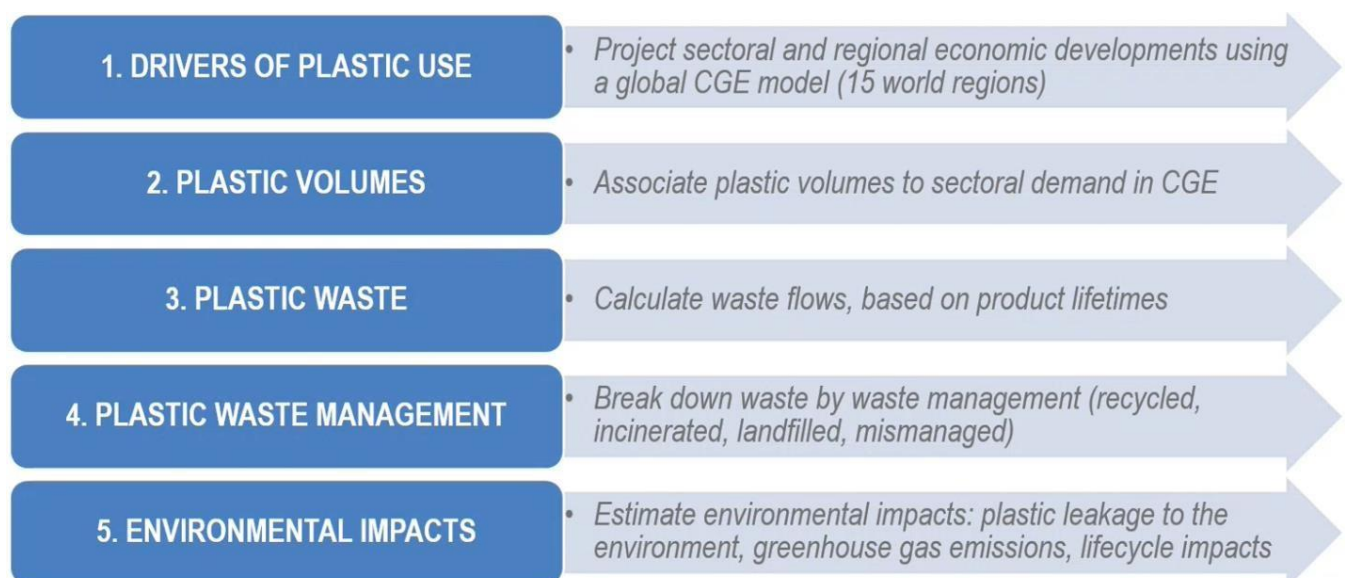 1. DRIVERS OF PLASTIC USE
• Project sectoral and regional economic developments using
a global CGE model (15 world regions)
2. PLASTIC VOLUMES
• Associate plastic volumes to sectoral demand in CGE
3. PLASTIC WASTE
• Calculate waste flows, based on product lifetimes
4. PLASTIC WASTE MANAGEMENT
• Break down waste by waste management (recycled,
incinerated, landfilled, mismanaged)
5. ENVIRONMENTAL IMPACTS
• Estimate environmental impacts: plastic leakage to the
environment, greenhouse gas emissions, lifecycle impacts